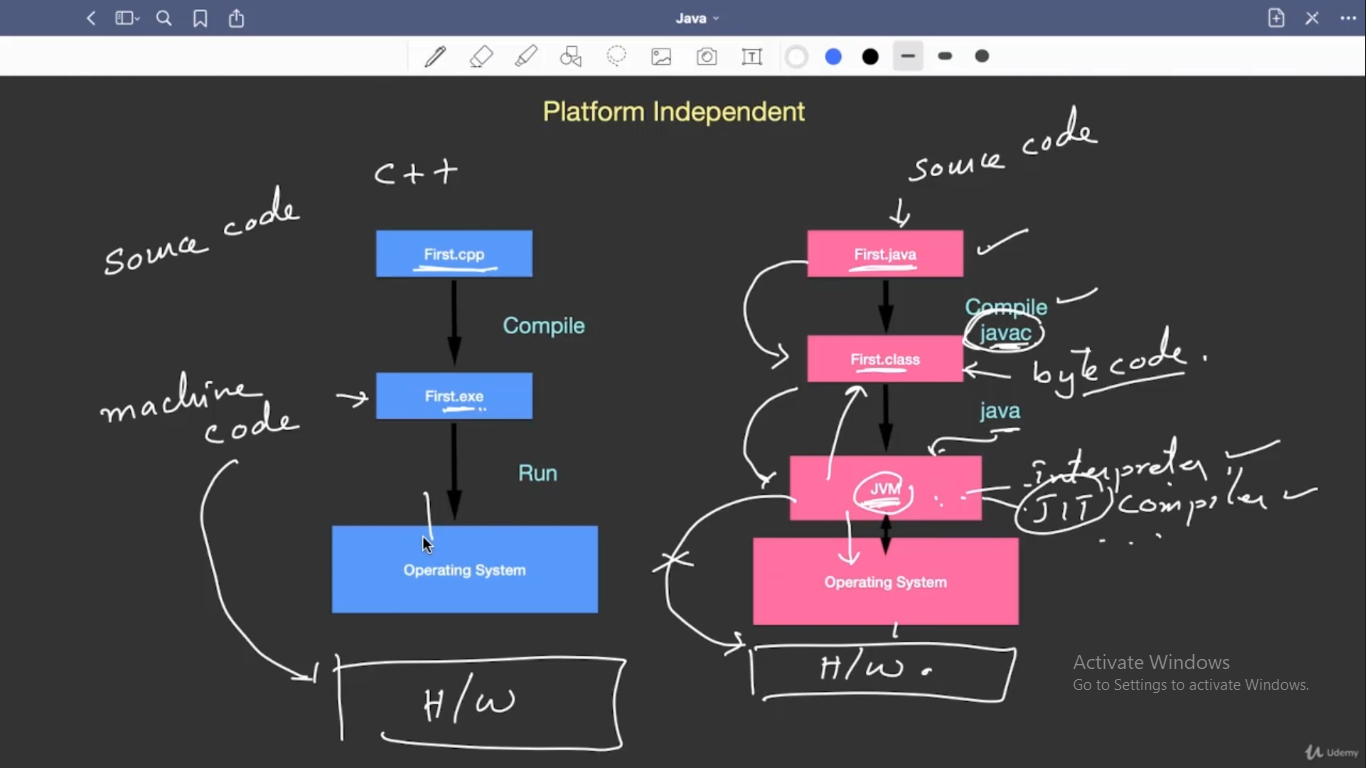 Java
Platform Independent
C++
source code
First.cpp
Compile
machine
code
First.exe
Run
Operating System
H/W
source code
First.java
Compile
javac
First.class
byte code.
java
JVM
interpreter
JIT compiler
...
Operating System
H/W.
Activate Windows
Go to Settings to activate Windows.
Udemy